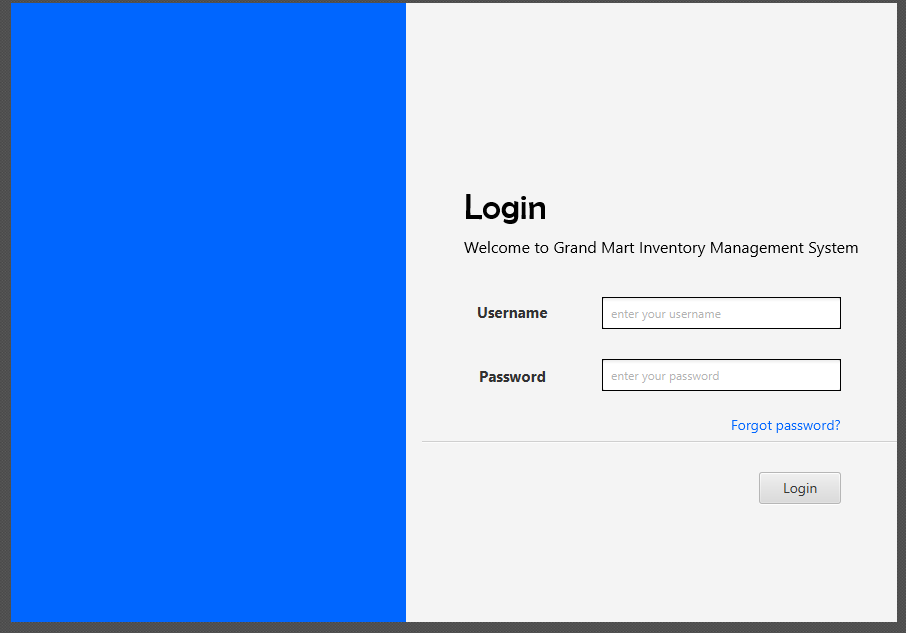 Login
Welcome to Grand Mart Inventory Management System
Username
enter your username
Password
enter your password
Forgot password?
Login